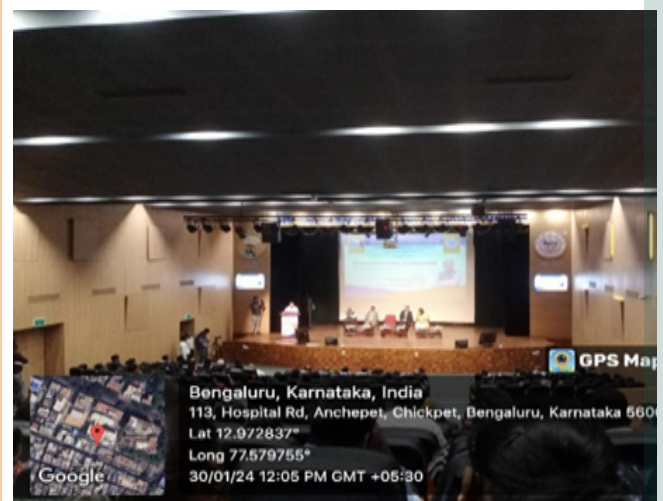 GPS Map
Bengaluru, Karnataka, India
113, Hospital Rd, Anchepet, Chickpet, Bengaluru, Karnataka 5600
Lat 12.972837°
Long 77.579755°
30/01/24 12:05 PM GMT +05:30
Google